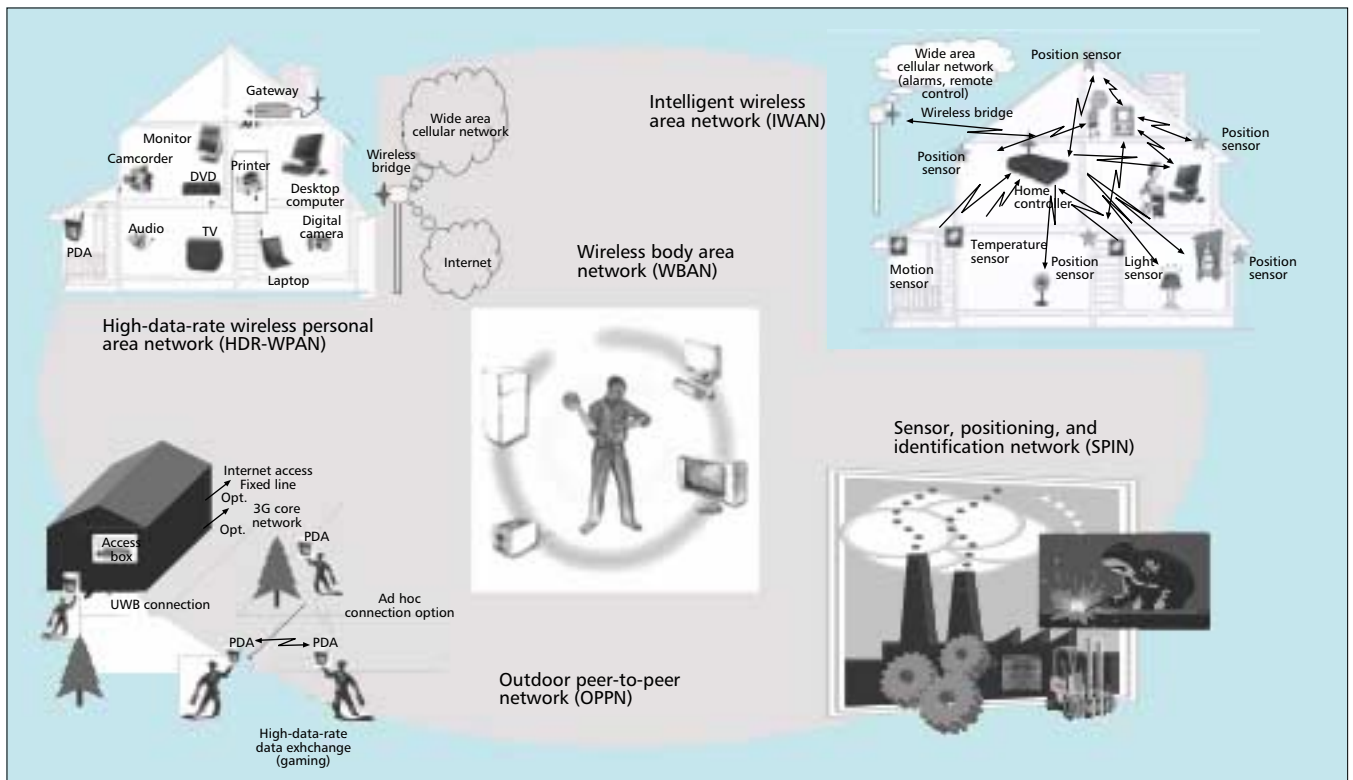 Gateway
Monitor
Camcorder
DVD
Printer
Desktop
computer
PDA
Audio
TV
Digital
camera
Laptop
Wireless
bridge
Wide area
cellular network
Internet
High-data-rate wireless personal
area network (HDR-WPAN)
Intelligent wireless
area network (IWAN)
Wide area
cellular network
(alarms, remote
control)
Wireless bridge
Position sensor
Position
sensor
Position
sensor
Home
controller
Motion
sensor
Temperature
sensor
Position
sensor
Light
sensor
Position
sensor
Wireless body area
network (WBAN)
Sensor, positioning, and
identification network (SPIN)
Internet access
Fixed line
Opt.
3G core
network
Opt.
PDA
Access
box
UWB connection
Ad hoc
connection option
PDA
PDA
High-data-rate
data exhchange
(gaming)
Outdoor peer-to-peer
network (OPPN)